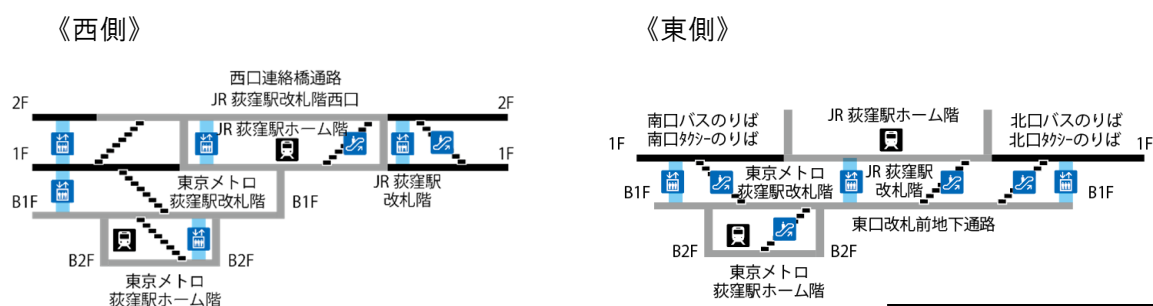 《西側》
西口連絡橋通路
JR 荻窪駅改札階西口
2F
2F
JR 荻窪駅ホーム階
1F
1F
東京メトロ
荻窪駅改札階
JR 荻窪駅
改札階
B1F
B2F
B2F
東京メトロ
荻窪駅ホーム階
《東側》
南口バスのりば
南口タクシーのりば
JR 荻窪駅ホーム階
北口バスのりば
北口タクシーのりば
1F
1F
東京メトロ
荻窪駅改札階
JR 荻窪駅
改札階
B1F
B1F
東口改札前地下通路
B2F
B2F
東京メトロ
荻窪駅ホーム階